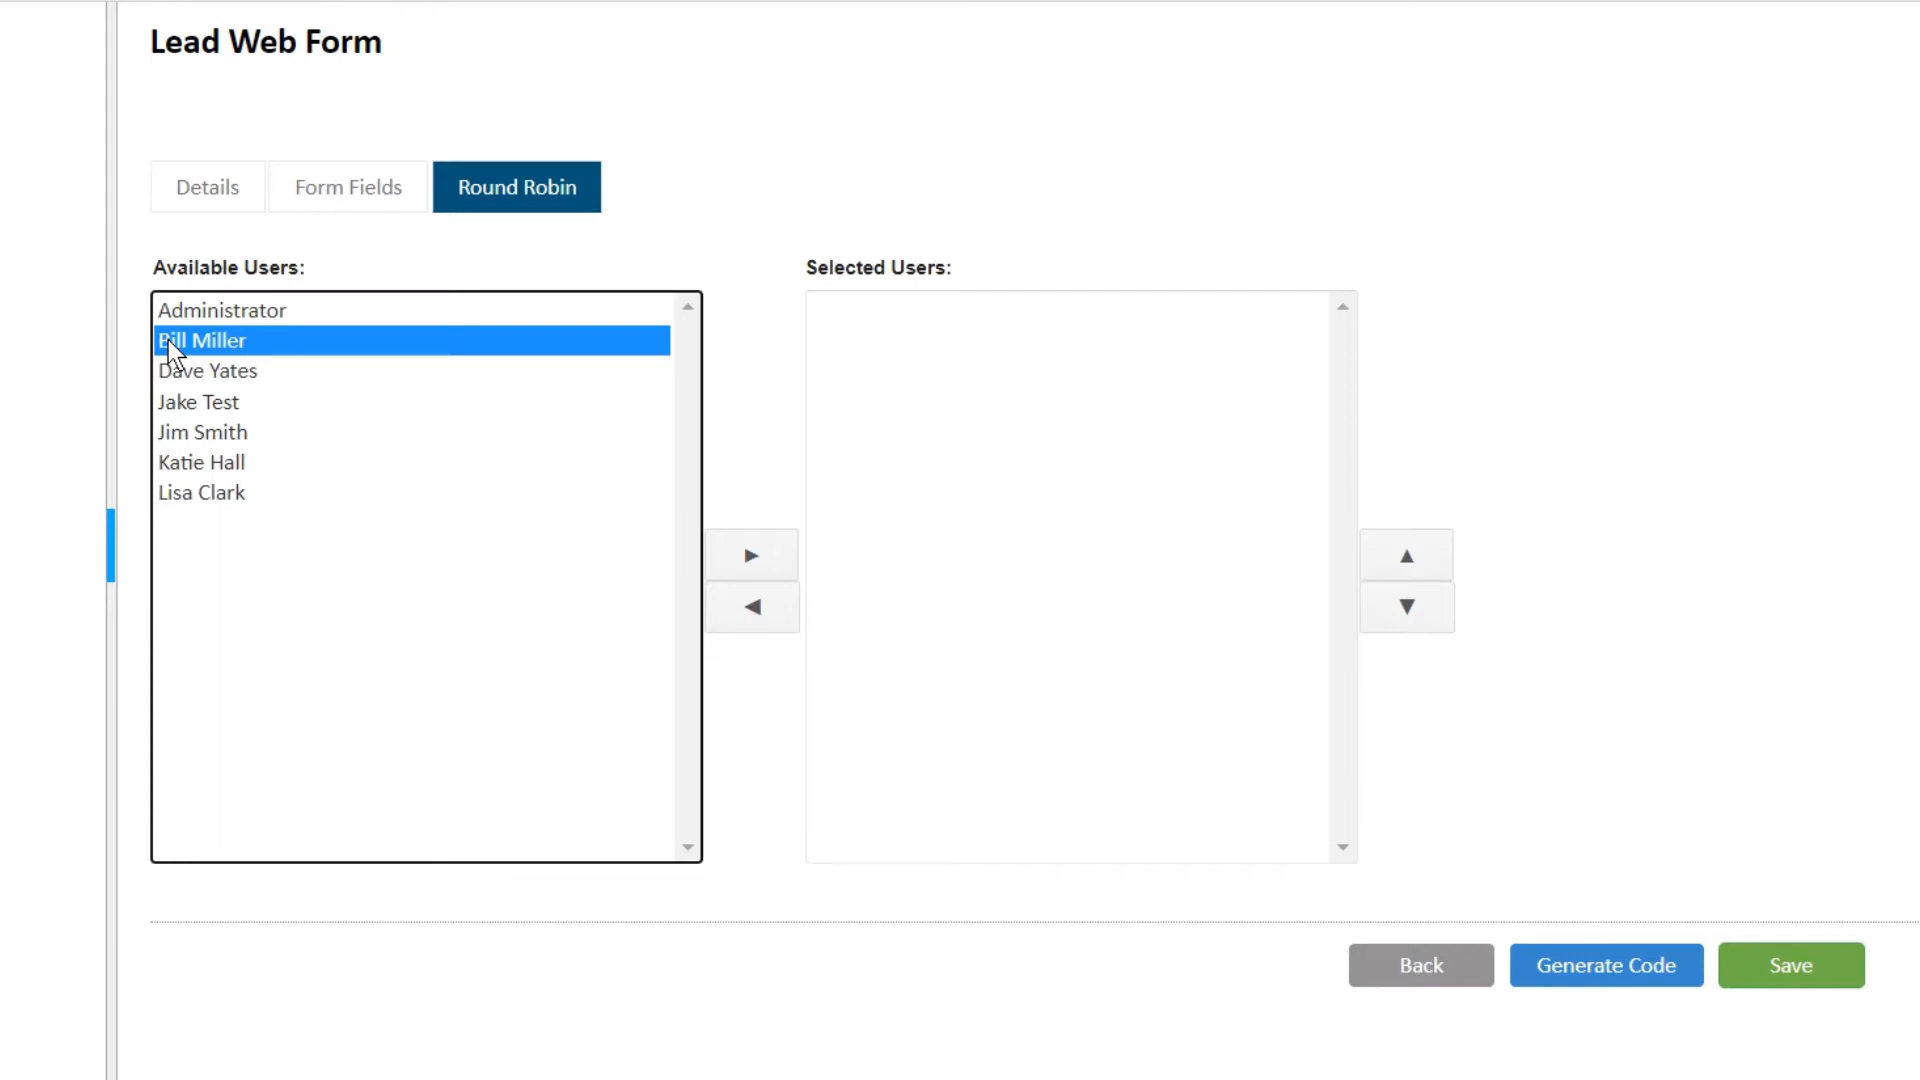 Lead Web Form
Details
Form Fields
Round Robin
Available Users:
Selected Users:
Administrator
Bill Miller
Dave Yates
Jake Test
Jim Smith
Katie Hall
Lisa Clark
Back
Generate Code
Save